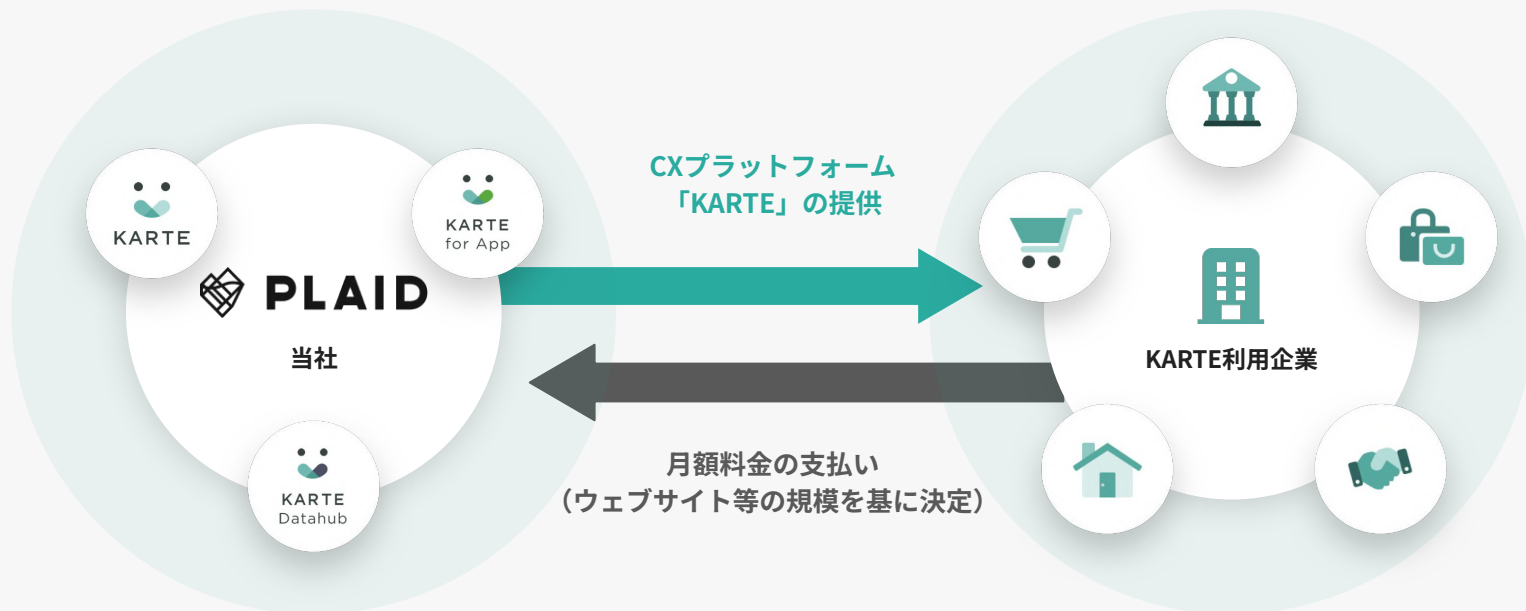 KARTE
KARTE
for App
PLAID
当社
KARTE
Datahub
CXプラットフォーム
「KARTE」の提供
月額料金の支払い
（ウェブサイト等の規模を基に決定）
KARTE利用企業